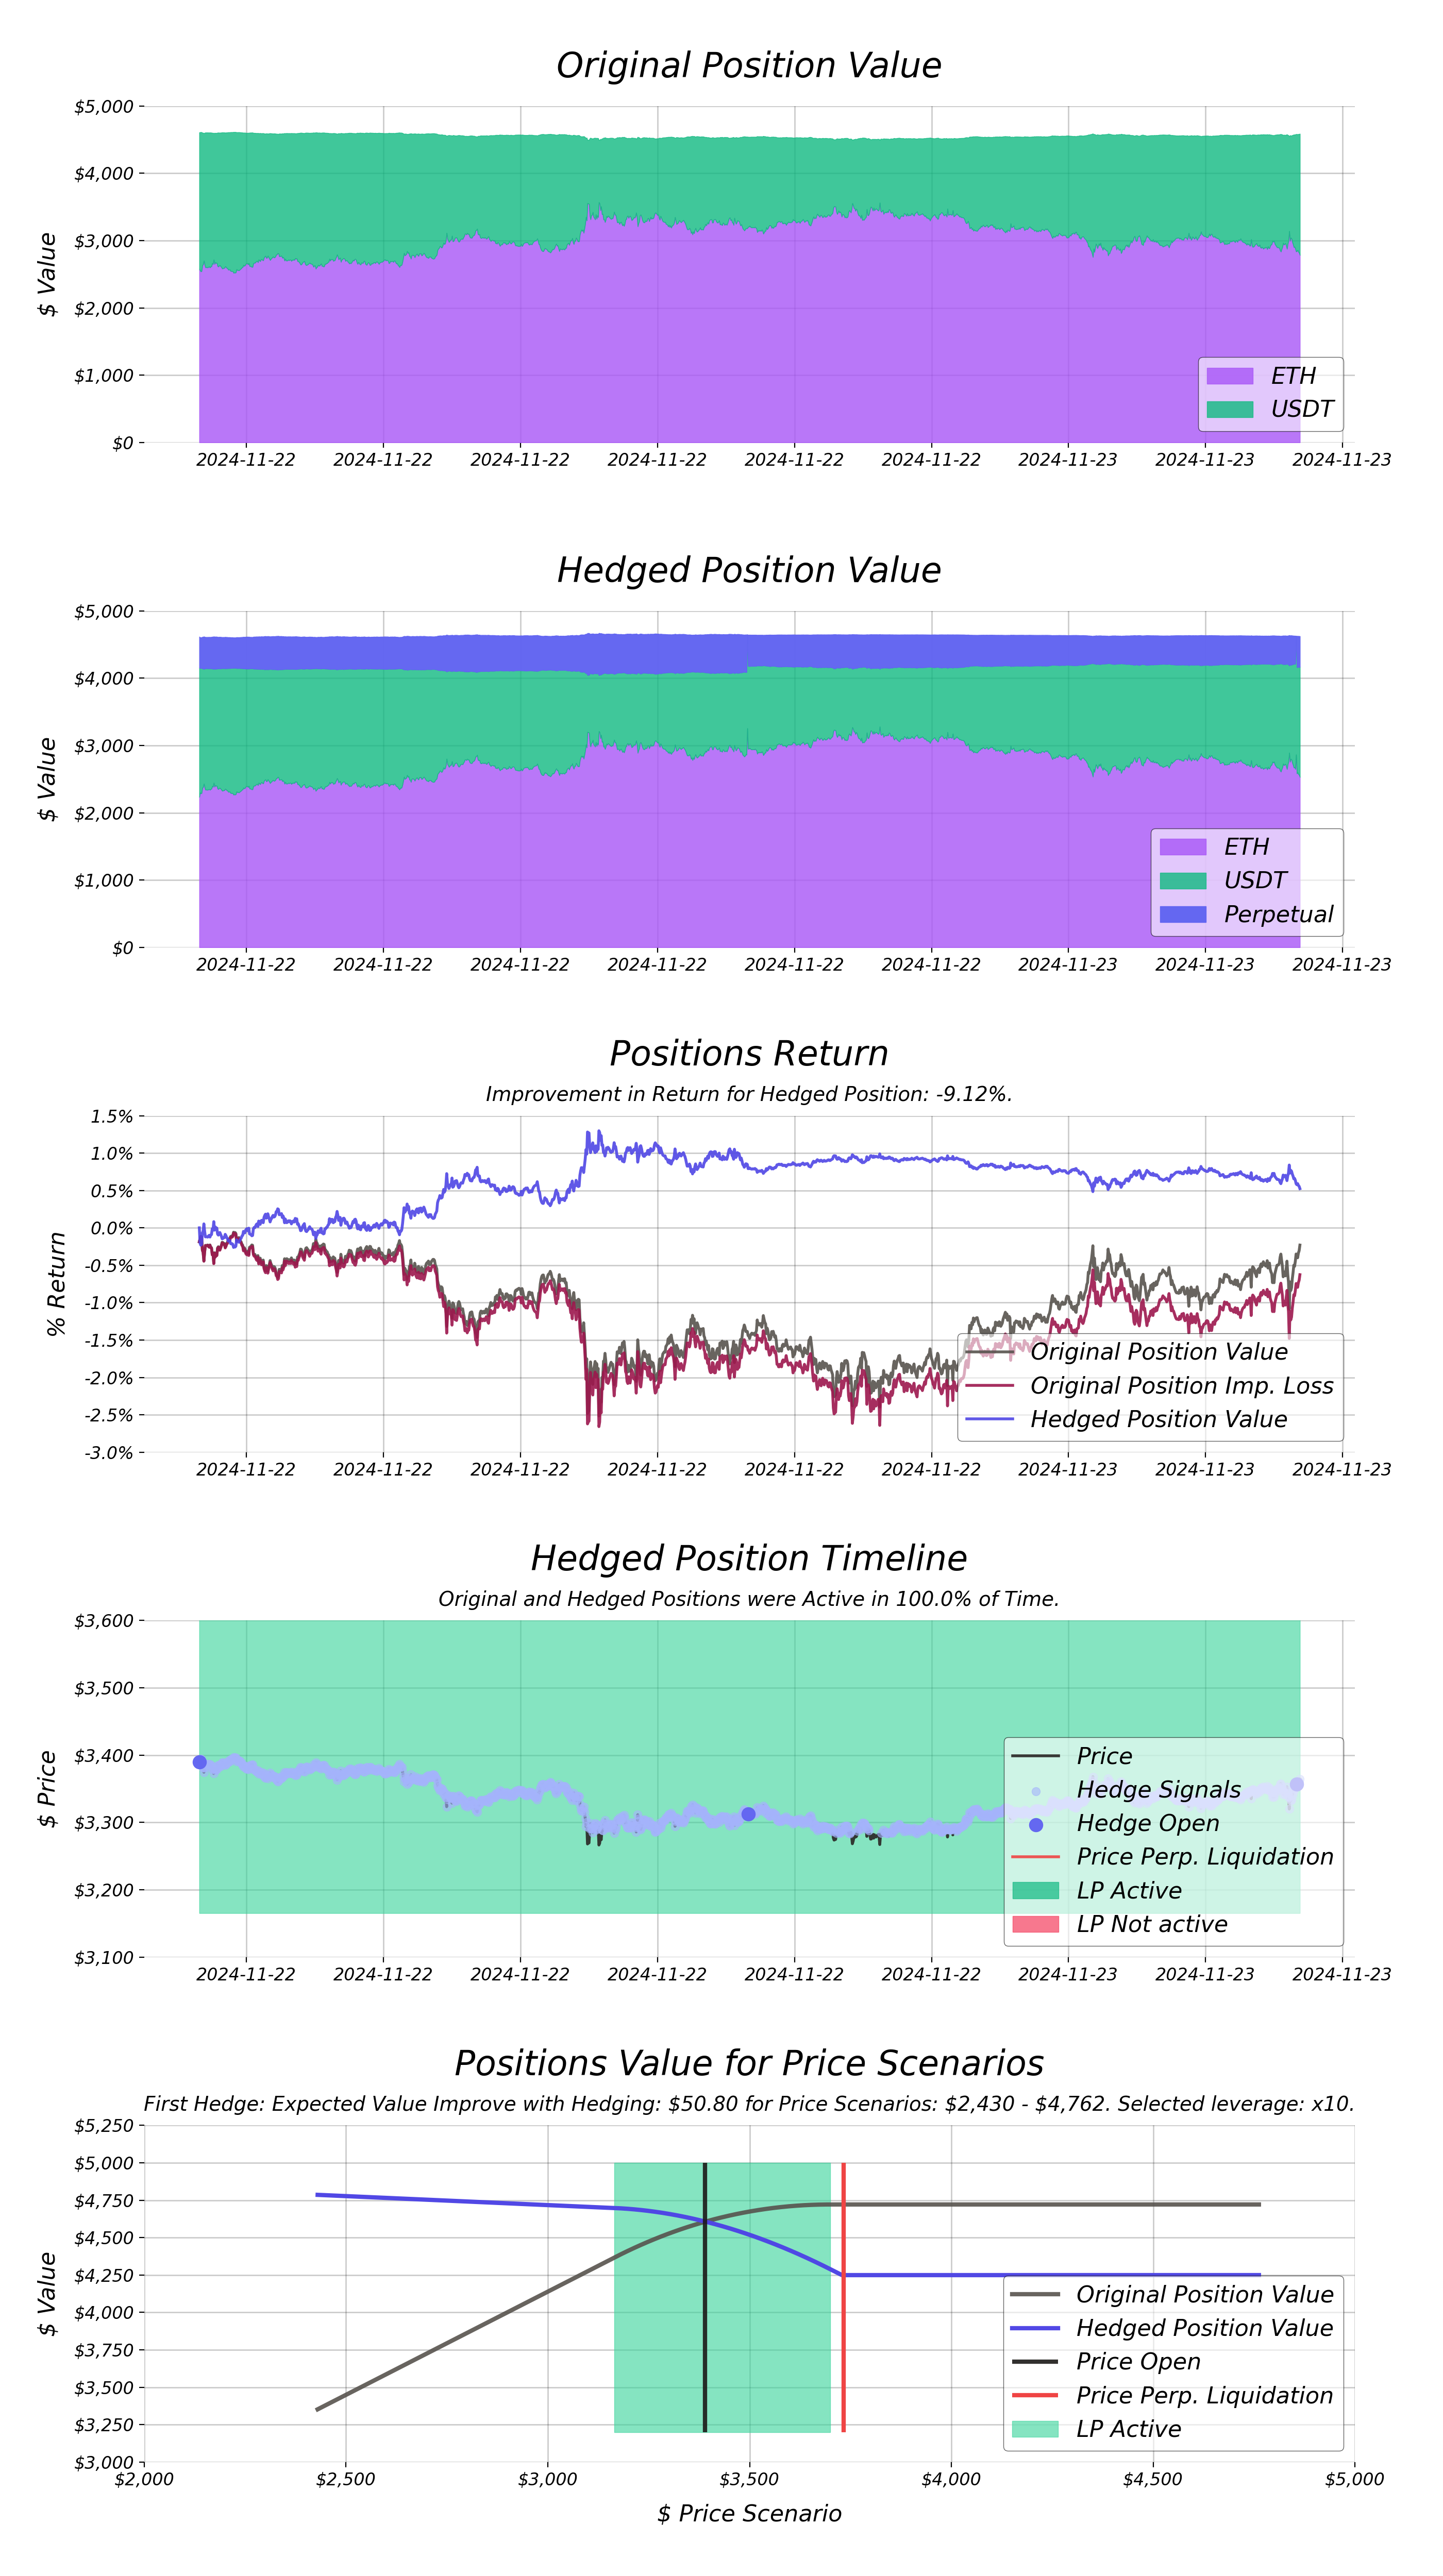 Original Position Value
$5,000
$4,000
$3,000
$2,000
$1,000
$0
$ Value
ETH
USDT
2024-11-22 2024-11-22 2024-11-22 2024-11-22 2024-11-22 2024-11-22 2024-11-23 2024-11-23 2024-11-23
Hedged Position Value
$5,000
$4,000
$3,000
$2,000
$1,000
$0
$ Value
ETH
USDT
Perpetual
2024-11-22 2024-11-22 2024-11-22 2024-11-22 2024-11-22 2024-11-22 2024-11-23 2024-11-23 2024-11-23
Positions Return
Improvement in Return for Hedged Position: -9.12%.
1.5%
1.0%
0.5%
0.0%
-0.5%
-1.0%
-1.5%
-2.0%
-2.5%
-3.0%
% Return
Original Position Value
Original Position Imp. Loss
Hedged Position Value
2024-11-22 2024-11-22 2024-11-22 2024-11-22 2024-11-22 2024-11-22 2024-11-23 2024-11-23 2024-11-23
Hedged Position Timeline
Original and Hedged Positions were Active in 100.0% of Time.
$3,600
$3,500
$3,400
$3,300
$3,200
$3,100
$ Price
Price
Hedge Signals
Hedge Open
Price Perp. Liquidation
LP Active
LP Not active
2024-11-22 2024-11-22 2024-11-22 2024-11-22 2024-11-22 2024-11-22 2024-11-23 2024-11-23 2024-11-23
Positions Value for Price Scenarios
First Hedge: Expected Value Improve with Hedging: $50.80 for Price Scenarios: $2,430 - $4,762. Selected leverage: x10.
$5,250
$5,000
$4,750
$4,500
$4,250
$4,000
$3,750
$3,500
$3,250
$3,000
$ Value
Original Position Value
Hedged Position Value
Price Open
Price Perp. Liquidation
LP Active
$2,000 $2,500 $3,000 $3,500 $4,000 $4,500 $5,000
$ Price Scenario